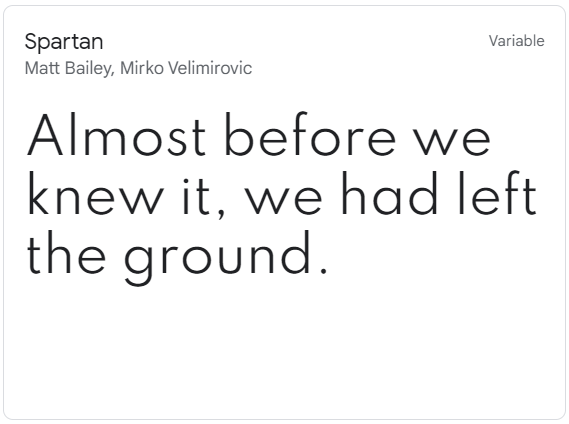 Spartan
Variable
Matt Bailey, Mirko Velimirovic
Almost before we
knew it, we had left
the ground.